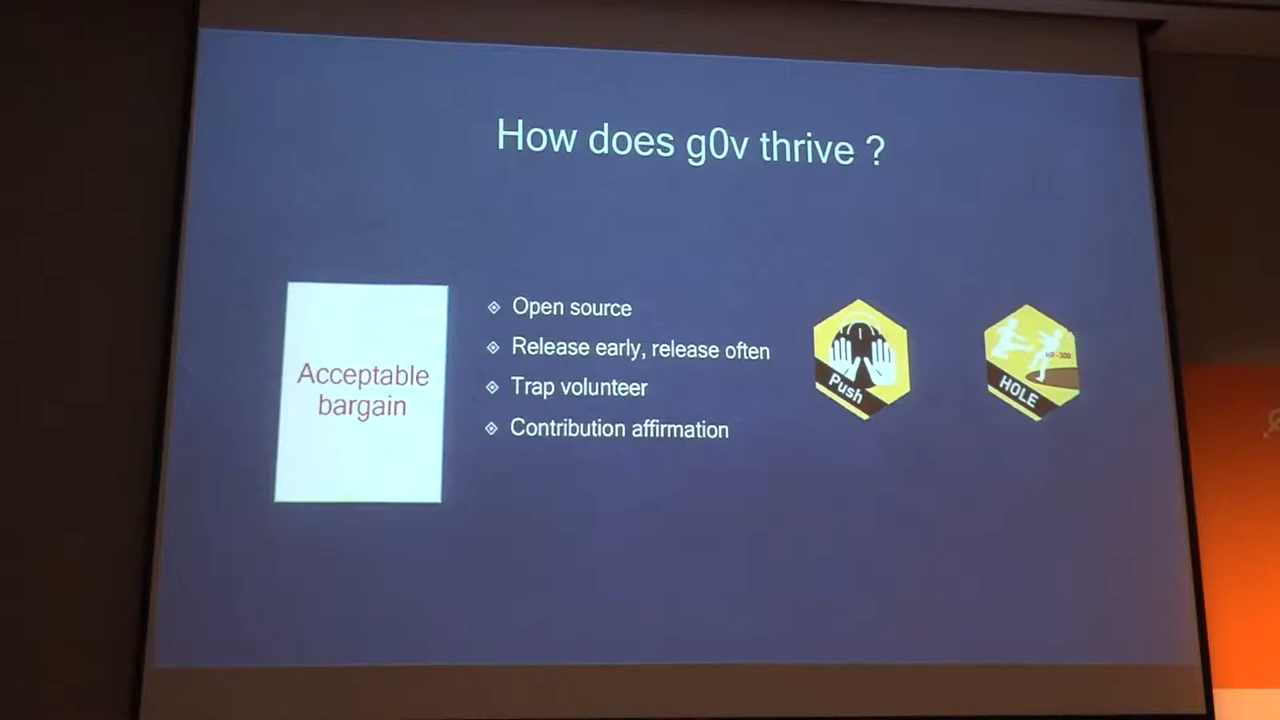 How does g0v thrive ?
Acceptable
bargain
Open source
Release early, release often
Trap volunteer
Contribution affirmation
Push
HOLE